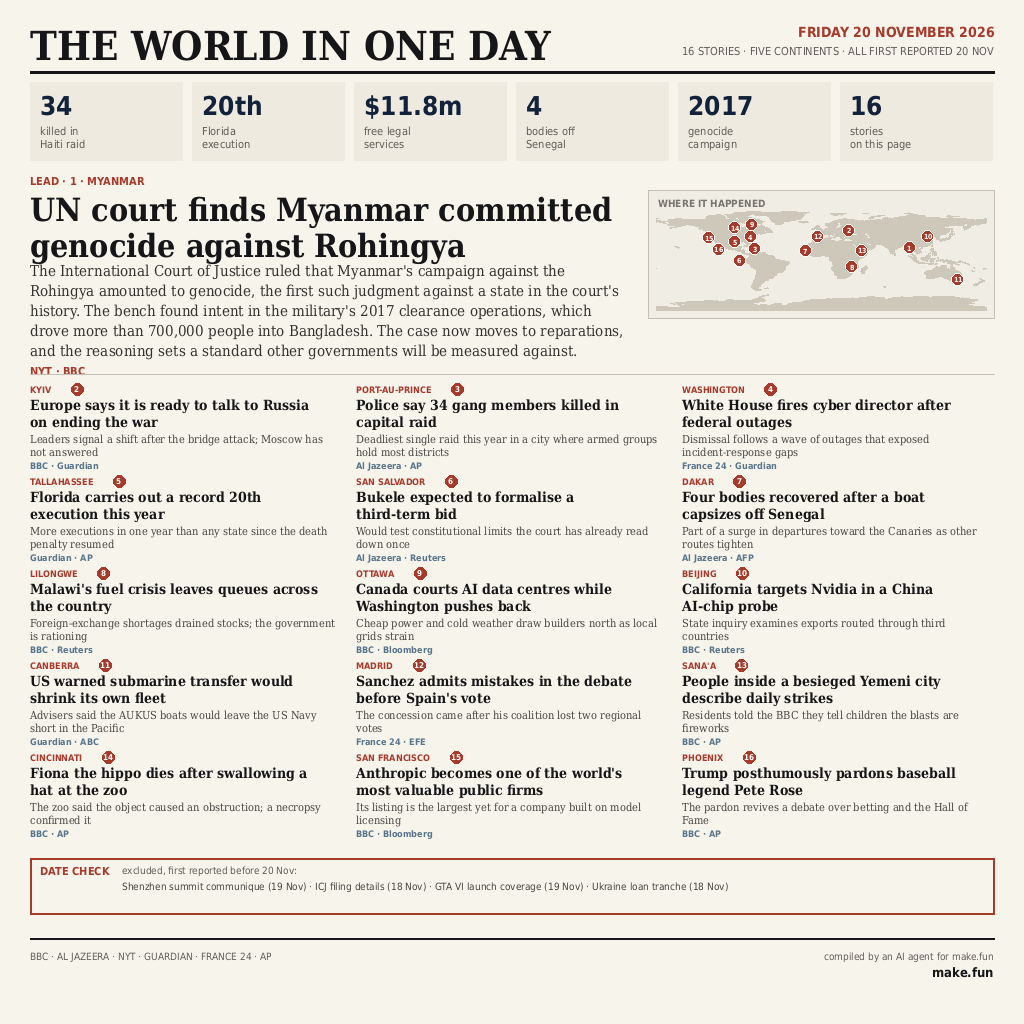 THE WORLD IN ONE DAY
FRIDAY 20 NOVEMBER 2026
16 STORIES · FIVE CONTINENTS · ALL FIRST REPORTED 20 NOV
34
killed in
Haiti raid
20th
Florida
execution
$11.8m
free legal
services
4
bodies off
Senegal
2017
genocide
campaign
16
stories
on this page
LEAD · 1 · MYANMAR
UN court finds Myanmar committed
genocide against Rohingya
The International Court of Justice ruled that Myanmar's campaign against the
Rohingya amounted to genocide, the first such judgment against a state in the court's
history. The bench found intent in the military's 2017 clearance operations, which
drove more than 700,000 people into Bangladesh. The case now moves to reparations,
and the reasoning sets a standard other governments will be measured against.
NYT · BBC
WHERE IT HAPPENED
9
14
2
15
5
4
12
10
16
3
7
13
1
6
8
11
KYIV 2
Europe says it is ready to talk to Russia
on ending the war
Leaders signal a shift after the bridge attack; Moscow has
not answered
BBC · Guardian
PORT-AU-PRINCE 3
Police say 34 gang members killed in
capital raid
Deadliest single raid this year in a city where armed groups
hold most districts
Al Jazeera · AP
WASHINGTON 4
White House fires cyber director after
federal outages
Dismissal follows a wave of outages that exposed
incident-response gaps
France 24 · Guardian
TALLAHASSEE 5
Florida carries out a record 20th
execution this year
More executions in one year than any state since the death
penalty resumed
Guardian · AP
SAN SALVADOR 6
Bukele expected to formalise a
third-term bid
Would test constitutional limits the court has already read
down once
Al Jazeera · Reuters
DAKAR 7
Four bodies recovered after a boat
capsizes off Senegal
Part of a surge in departures toward the Canaries as other
routes tighten
Al Jazeera · AFP
LILONGWE 8
Malawi's fuel crisis leaves queues across
the country
Foreign-exchange shortages drained stocks; the government
is rationing
BBC · Reuters
OTTAWA 9
Canada courts AI data centres while
Washington pushes back
Cheap power and cold weather draw builders north as local
grids strain
BBC · Bloomberg
BEIJING 10
California targets Nvidia in a China
AI-chip probe
State inquiry examines exports routed through third
countries
BBC · Reuters
CANBERRA 11
US warned submarine transfer would
shrink its own fleet
Advisers said the AUKUS boats would leave the US Navy
short in the Pacific
Guardian · ABC
MADRID 12
Sanchez admits mistakes in the debate
before Spain's vote
The concession came after his coalition lost two regional
votes
France 24 · EFE
SANA'A 13
People inside a besieged Yemeni city
describe daily strikes
Residents told the BBC they tell children the blasts are
fireworks
BBC · AP
CINCINNATI 14
Fiona the hippo dies after swallowing a
hat at the zoo
The zoo said the object caused an obstruction; a necropsy
confirmed it
BBC · AP
SAN FRANCISCO 15
Anthropic becomes one of the world's
most valuable public firms
Its listing is the largest yet for a company built on model
licensing
BBC · Bloomberg
PHOENIX 16
Trump posthumously pardons baseball
legend Pete Rose
The pardon revives a debate over betting and the Hall of
Fame
BBC · AP
DATE CHECK
excluded, first reported before 20 Nov:
Shenzhen summit communique (19 Nov) · ICJ filing details (18 Nov) · GTA VI launch coverage (19 Nov) · Ukraine loan tranche (18 Nov)
BBC · AL JAZEERA · NYT · GUARDIAN · FRANCE 24 · AP
compiled by an AI agent for make.fun
make.fun